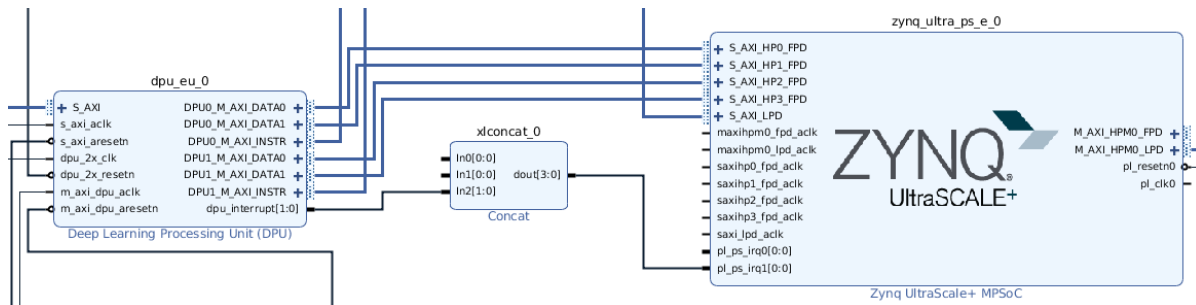 zynq_ultra_ps_e_0
S_AXI_HP0_FPD
S_AXI_HP1_FPD
S_AXI_HP2_FPD
S_AXI_HP3_FPD
S_AXI_LPD
maxihpm0_fpd_aclk
maxihpm0_lpd_aclk
saxihp0_fpd_aclk
saxihp1_fpd_aclk
saxihp2_fpd_aclk
saxihp3_fpd_aclk
saxi_lpd_aclk
pl_ps_irq0[0:0]
pl_ps_irq1[0:0]
ZYNQ®
UltraSCALE+
M_AXI_HPM0_FPD
M_AXI_HPM0_LPD
pl_resetn0
pl_clk0
Zynq UltraScale+ MPSoC
dpu_eu_0
S_AXI
s_axi_aclk
s_axi_aresetn
dpu_2x_clk
dpu_2x_resetn
m_axi_dpu_aclk
m_axi_dpu_aresetn
DPU0_M_AXI_DATA0
DPU0_M_AXI_DATA1
DPU0_M_AXI_INSTR
DPU1_M_AXI_DATA0
DPU1_M_AXI_DATA1
DPU1_M_AXI_INSTR
dpu_interrupt[1:0]
Deep Learning Processing Unit (DPU)
xlconcat_0
In0[0:0]
In1[0:0]
In2[1:0]
dout[3:0]
Concat